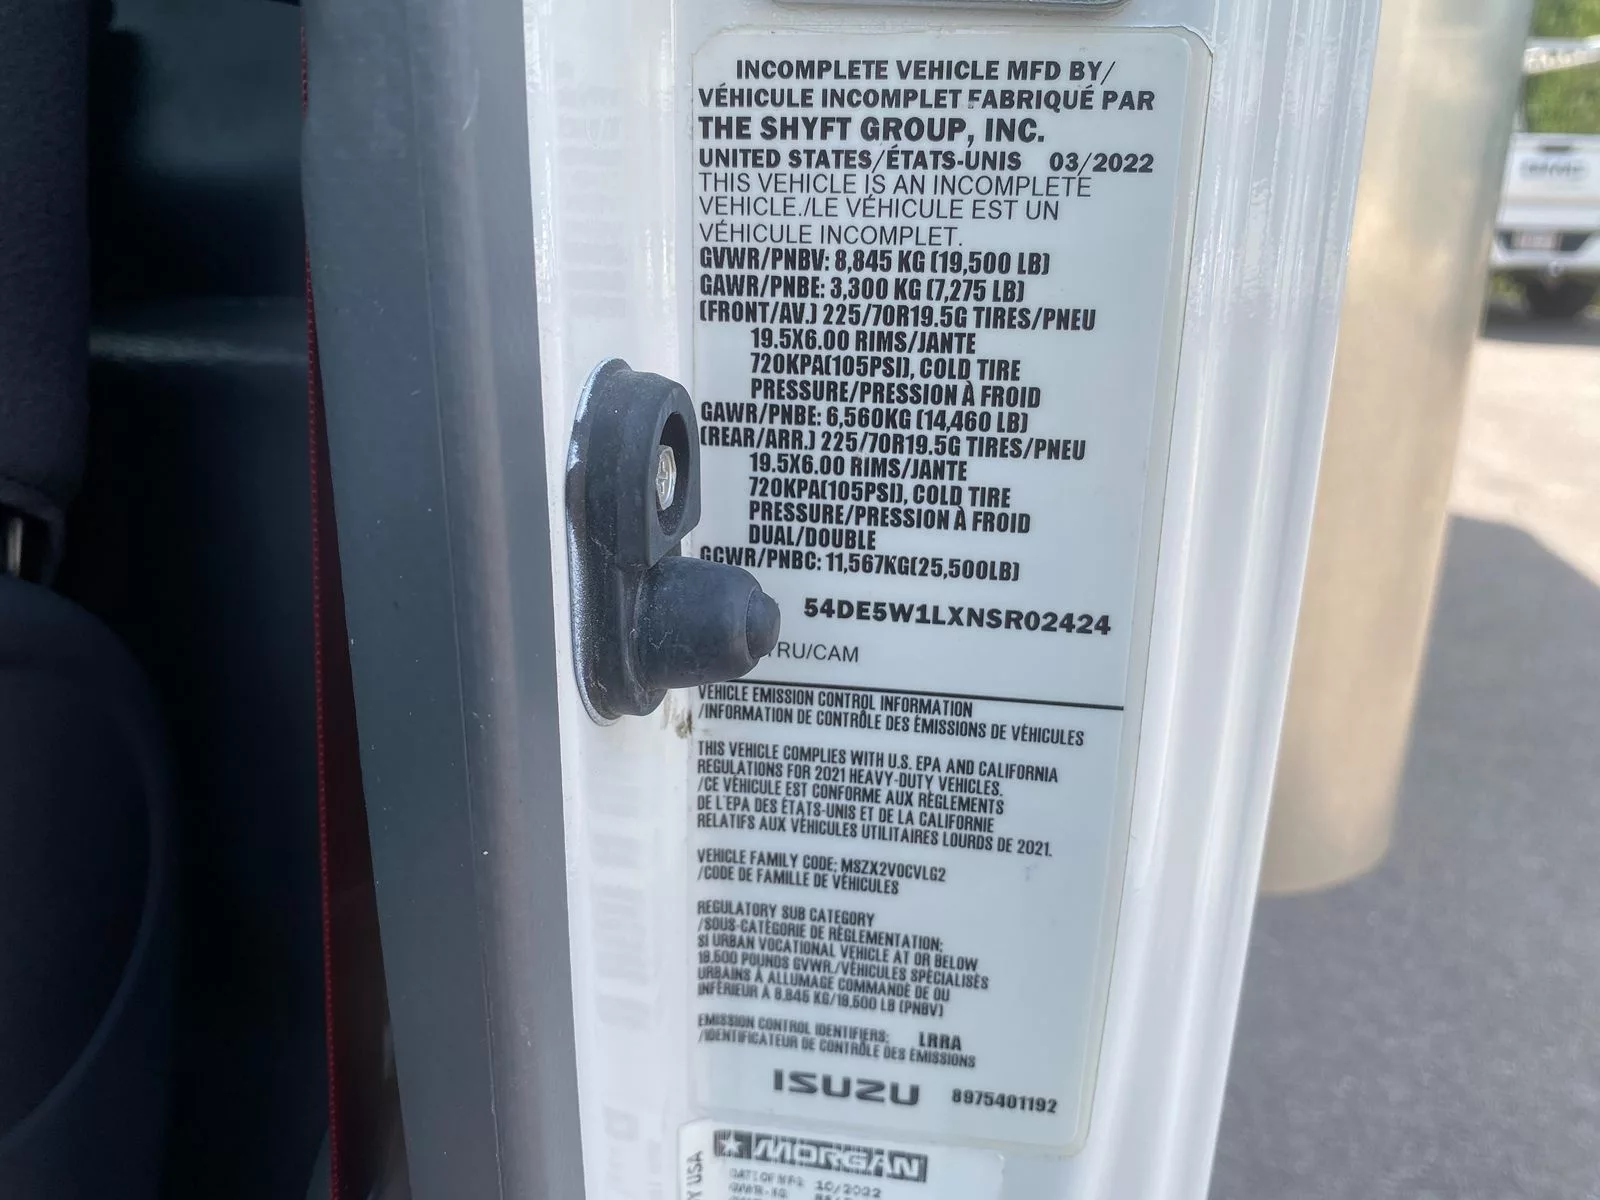 INCOMPLETE VEHICLE MFD BY/
VÉHICULE INCOMPLET FABRIQUÉ PAR
THE SHYFT GROUP, INC.
UNITED STATES/ÉTATS-UNIS 03/2022
THIS VEHICLE IS AN INCOMPLETE
VEHICLE./LE VÉHICULE EST UN
VÉHICULE INCOMPLET.
GVWR/PNBV: 8,845 KG (19,500 LB)
GAWR/PNBE: 3,300 KG (7,275 LB)
(FRONT/AV.) 225/70R19.5G TIRES/PNEU
19.5X6.00 RIMS/JANTE
720KPA(105PSI), COLD TIRE
PRESSURE/PRESSION À FROID
GAWR/PNBE: 6,560KG (14,460 LB)
(REAR/ARR.) 225/70R19.5G TIRES/PNEU
19.5X6.00 RIMS/JANTE
720KPA(105PSI), COLD TIRE
PRESSURE/PRESSION À FROID
DUAL/DOUBLE
GCWR/PNBC: 11,567KG(25,500LB)
54DE5W1LXNSR02424
TRU/CAM
VEHICLE EMISSION CONTROL INFORMATION
/INFORMATION DE CONTRÔLE DES ÉMISSIONS DE VÉHICULES
THIS VEHICLE COMPLIES WITH U.S. EPA AND CALIFORNIA
REGULATIONS FOR 2021 HEAVY-DUTY VEHICLES.
/CE VÉHICULE EST CONFORME AUX RÈGLEMENTS
DE L'EPA DES ÉTATS-UNIS ET DE LA CALIFORNIE
RELATIFS AUX VÉHICULES UTILITAIRES LOURDS DE 2021.
VEHICLE FAMILY CODE: MSZX2VOCVLG2
/CODE DE FAMILLE DE VÉHICULES
REGULATORY SUB CATEGORY
/SOUS-CATÉGORIE DE RÉGLEMENTATION;
SI URBAN VOCATIONAL VEHICLE AT OR BELOW
19,500 POUNDS GVWR./VÉHICULES SPÉCIALISÉS
URBAINS À ALLUMAGE COMMANDÉ DE OU
INFÉRIEUR À 8,845 KG/19,500 LB (PNBV)
EMISSION CONTROL IDENTIFIERS: LRRA
/IDENTIFICATEUR DE CONTRÔLE DES ÉMISSIONS
ISUZU 8975401192
MORGAN
10/2022
USA